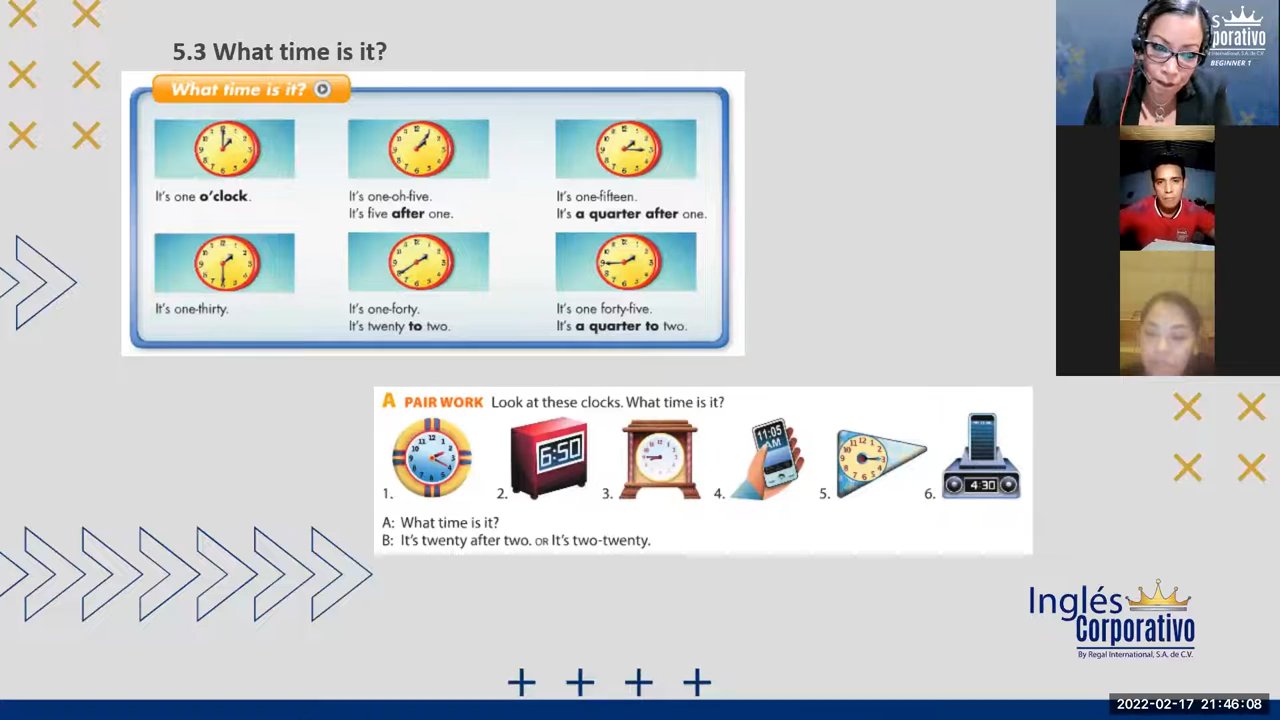 5.3 What time is it?
What time is it?
It's one o'clock.
It's one-oh-five.
It's five after one.
It's one-fifteen.
It's a quarter after one.
It's one-thirty.
It's one-forty.
It's twenty to two.
It's one forty-five.
It's a quarter to two.
A PAIR WORK Look at these clocks. What time is it?
1.
2.
6:50
3.
4.
11:05
AM
5.
6.
4:30
A: What time is it?
B: It's twenty after two. OR It's two-twenty.
Inglés
Corporativo
By Regal International, S.A. de C.V.
BEGINNER 1
2022-02-17 21:46:08